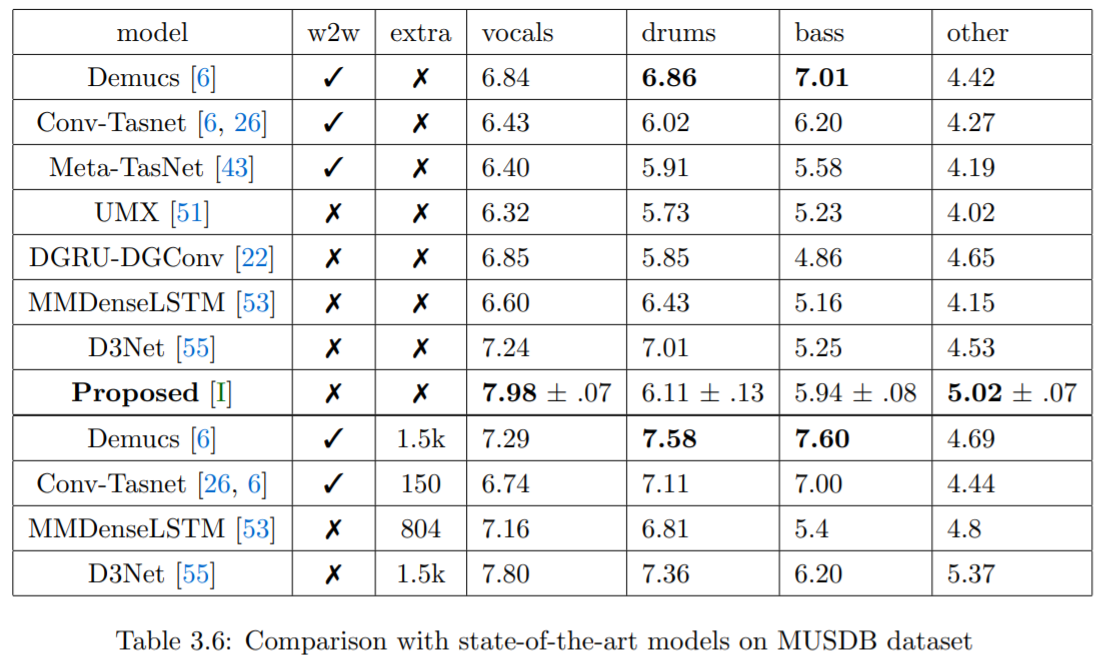 model w2w extra vocals drums bass other
Demucs [6] ✓ ✗ 6.84 6.86 7.01 4.42
Conv-Tasnet [6, 26] ✓ ✗ 6.43 6.02 6.20 4.27
Meta-TasNet [43] ✓ ✗ 6.40 5.91 5.58 4.19
UMX [51] ✗ ✗ 6.32 5.73 5.23 4.02
DGRU-DGConv [22] ✗ ✗ 6.85 5.85 4.86 4.65
MMDenseLSTM [53] ✗ ✗ 6.60 6.43 5.16 4.15
D3Net [55] ✗ ✗ 7.24 7.01 5.25 4.53
Proposed [I] ✗ ✗ 7.98 ± .07 6.11 ± .13 5.94 ± .08 5.02 ± .07
Demucs [6] ✓ 1.5k 7.29 7.58 7.60 4.69
Conv-Tasnet [26, 6] ✓ 150 6.74 7.11 7.00 4.44
MMDenseLSTM [53] ✗ 804 7.16 6.81 5.4 4.8
D3Net [55] ✗ 1.5k 7.80 7.36 6.20 5.37
Table 3.6: Comparison with state-of-the-art models on MUSDB dataset